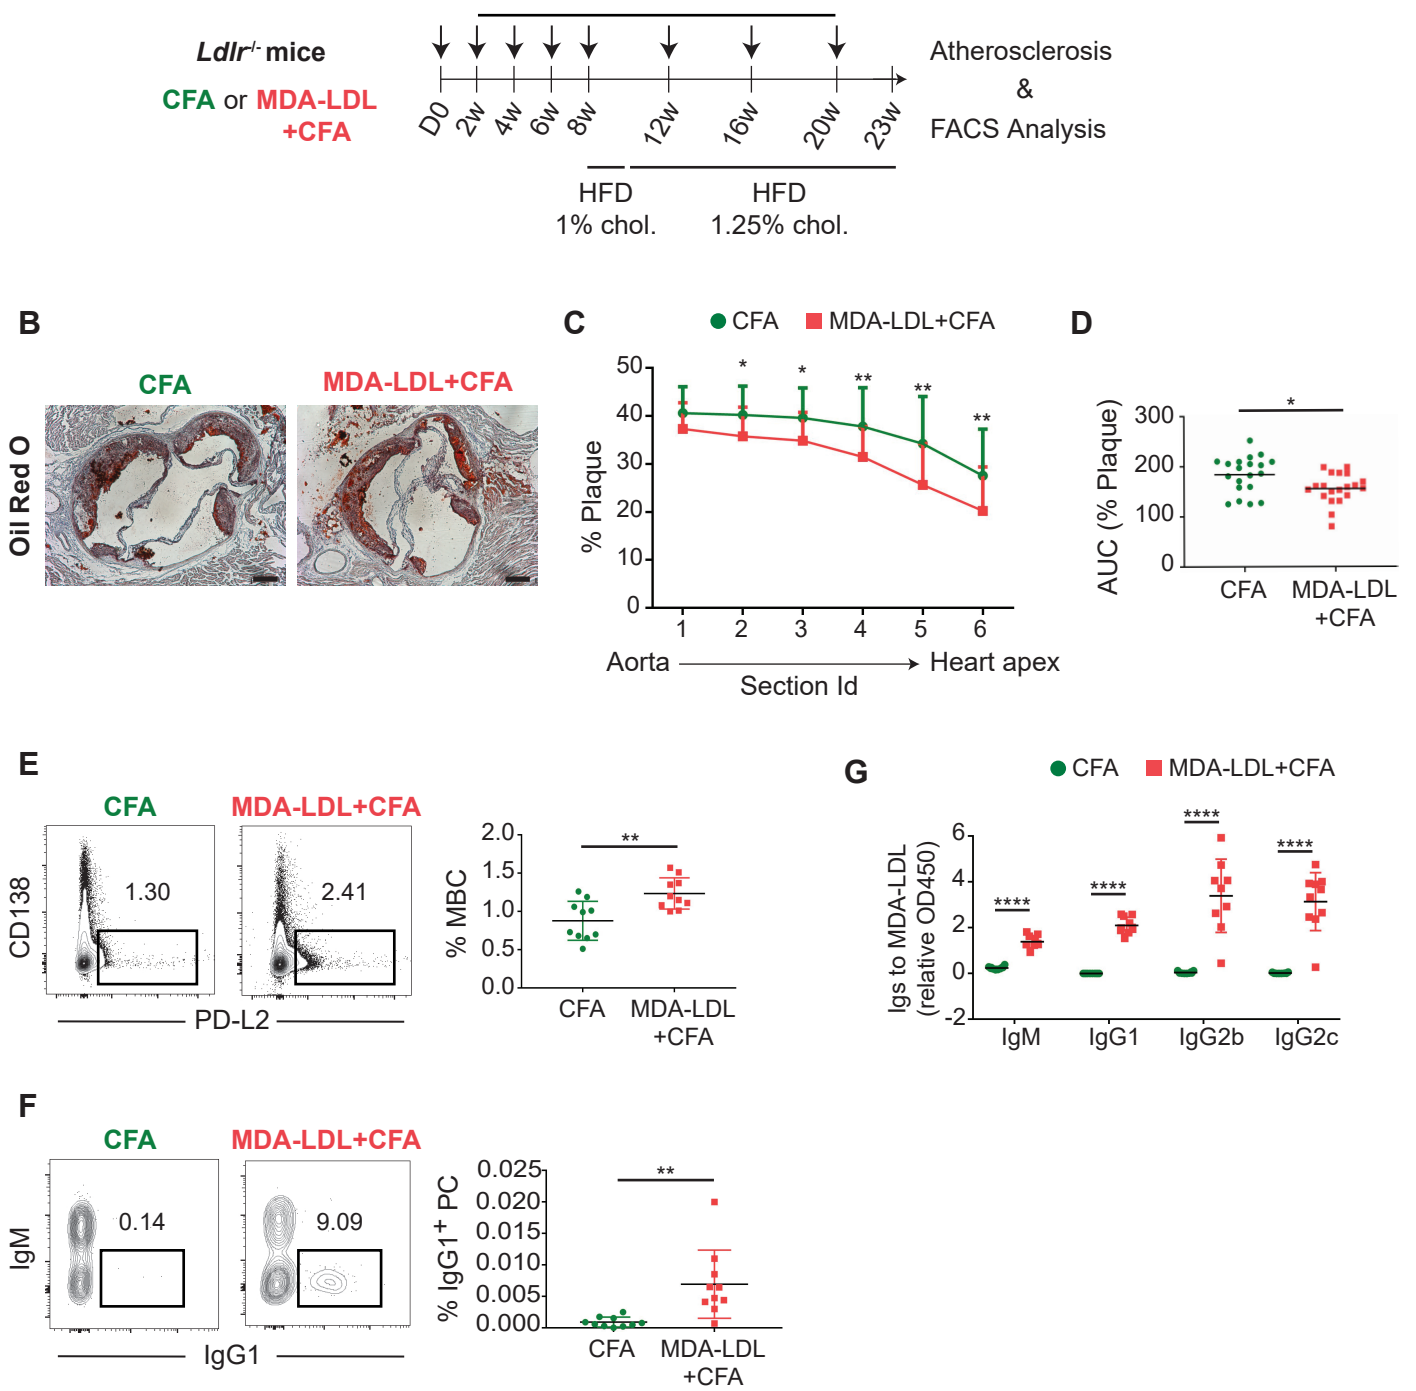 Ldlr-/- mice
CFA or MDA-LDL
+CFA
D0 2w 4w 6w 8w 12w 16w 20w 23w
HFD
1% chol.
HFD
1.25% chol.
Atherosclerosis
&
FACS Analysis
B
CFA MDA-LDL+CFA
Oil Red O
C
CFA MDA-LDL+CFA
% Plaque
50
40
30
20
10
0
* * ** ** **
1 2 3 4 5 6
Aorta Heart apex
Section Id
D
AUC (% Plaque)
300
200
100
0
*
CFA MDA-LDL
+CFA
E
CFA MDA-LDL+CFA
CD138
1.30 2.41
PD-L2
% MBC
2.0
1.5
1.0
0.5
0.0
**
CFA MDA-LDL
+CFA
G
CFA MDA-LDL+CFA
Igs to MDA-LDL
(relative OD450)
6
4
2
0
-2
**** **** **** ****
IgM IgG1 IgG2b IgG2c
F
CFA MDA-LDL+CFA
IgM
0.14 9.09
IgG1
% IgG1+ PC
0.025
0.020
0.015
0.010
0.005
0.000
**
CFA MDA-LDL
+CFA